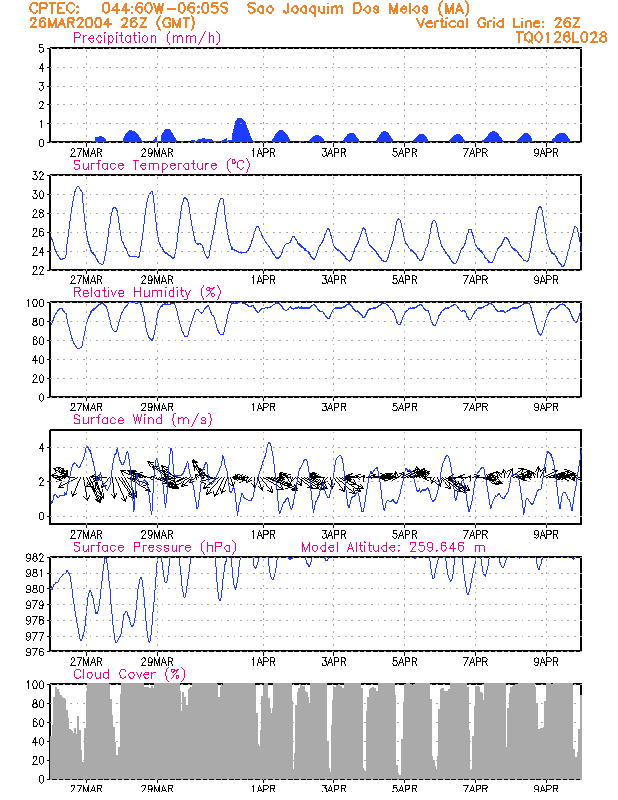 CPTEC: 044:60W-06:05S Sao Joaquim Dos Melos (MA)
26MAR2004 26Z (GMT) Vertical Grid Line: 26Z
Precipitation (mm/h) TQ0126L028
5
4
3
2
1
0
27MAR 29MAR 1APR 3APR 5APR 7APR 9APR
Surface Temperature (ºC)
32
30
28
26
24
22
27MAR 29MAR 1APR 3APR 5APR 7APR 9APR
Relative Humidity (%)
100
80
60
40
20
0
27MAR 29MAR 1APR 3APR 5APR 7APR 9APR
Surface Wind (m/s)
4
2
0
27MAR 29MAR 1APR 3APR 5APR 7APR 9APR
Surface Pressure (hPa) Model Altitude: 259.646 m
982
981
980
979
978
977
976
27MAR 29MAR 1APR 3APR 5APR 7APR 9APR
Cloud Cover (%)
100
80
60
40
20
0
27MAR 29MAR 1APR 3APR 5APR 7APR 9APR